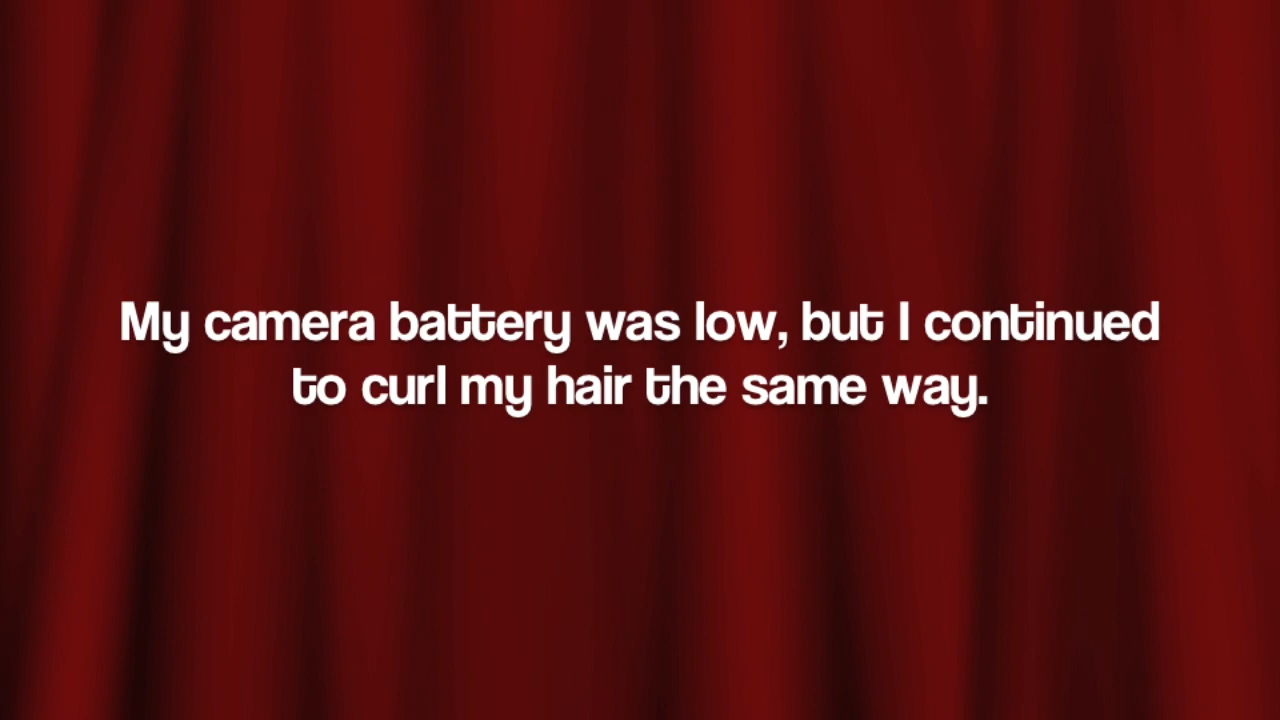 My camera battery was low, but I continued
to curl my hair the same way.